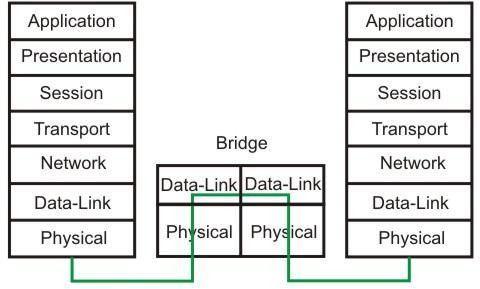 Application
Presentation
Session
Transport
Network
Data-Link
Physical
Bridge
Data-Link Data-Link
Physical Physical
Application
Presentation
Session
Transport
Network
Data-Link
Physical